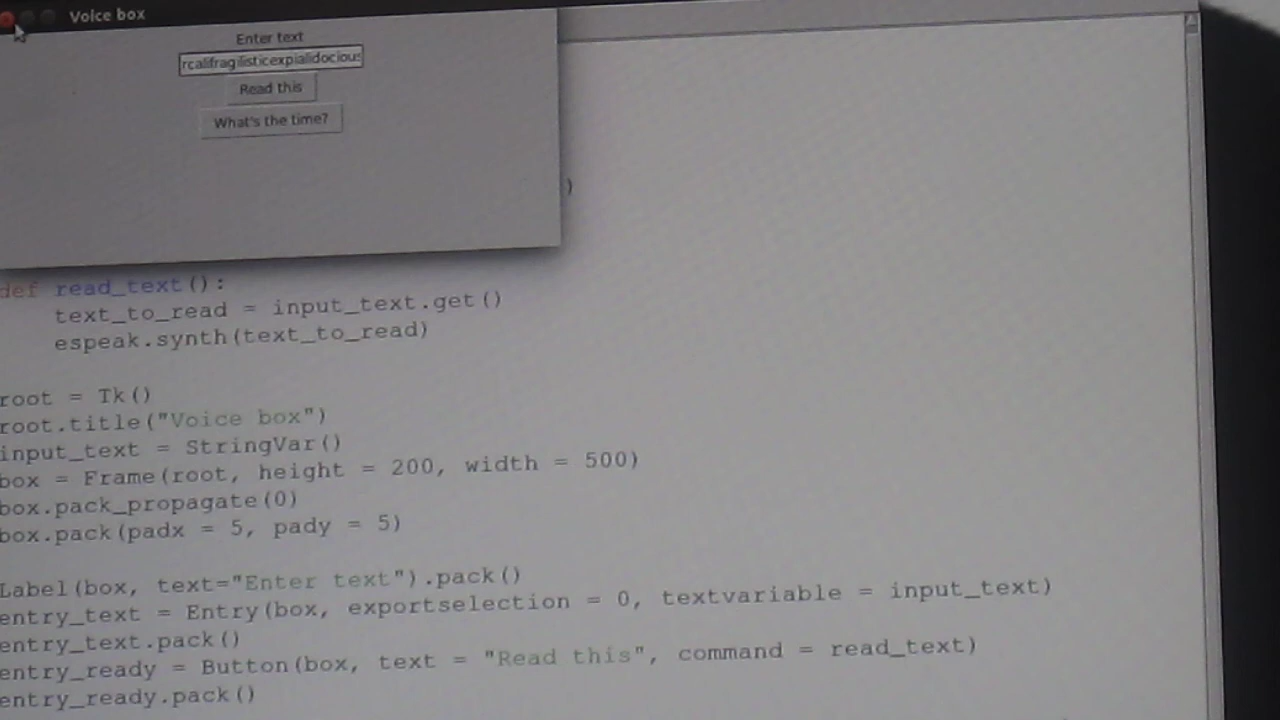 Voice box
Enter text
rcalifragilisticexpialidocious
Read this
What's the time?
)
def read_text():
text_to_read = input_text.get()
espeak.synth(text_to_read)
root = Tk()
root.title("Voice box")
input_text = StringVar()
box = Frame(root, height = 200, width = 500)
box.pack_propagate(0)
box.pack(padx = 5, pady = 5)
Label(box, text="Enter text").pack()
entry_text = Entry(box, exportselection = 0, textvariable = input_text)
entry_text.pack()
entry_ready = Button(box, text = "Read this", command = read_text)
entry_ready.pack()